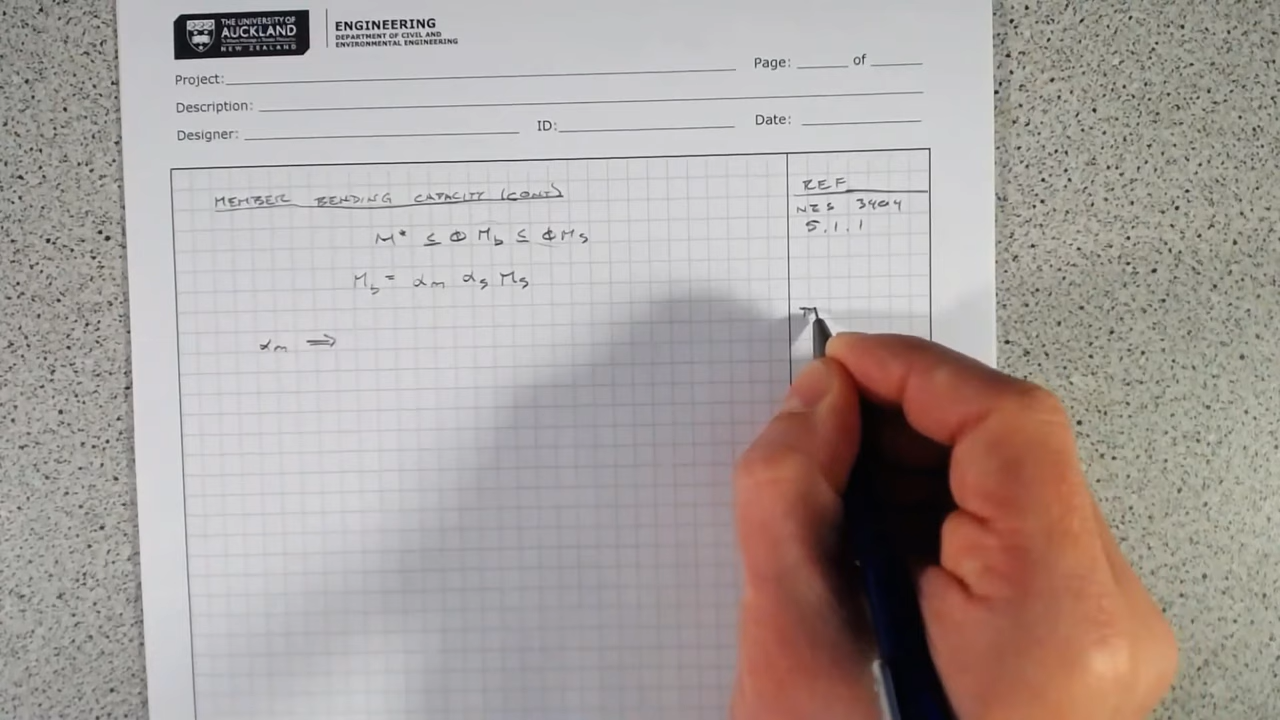 THE UNIVERSITY OF
AUCKLAND
NEW ZEALAND
ENGINEERING
DEPARTMENT OF CIVIL AND
ENVIRONMENTAL ENGINEERING
Project:
Page: of
Description:
Designer:
ID:
Date:
MEMBER BENDING CAPACITY (CONT)
REF
NZS 3404
5.1.1
M* ≤ ΦMb ≤ ΦMs
Mb = αm αs Ms
αm ⇒